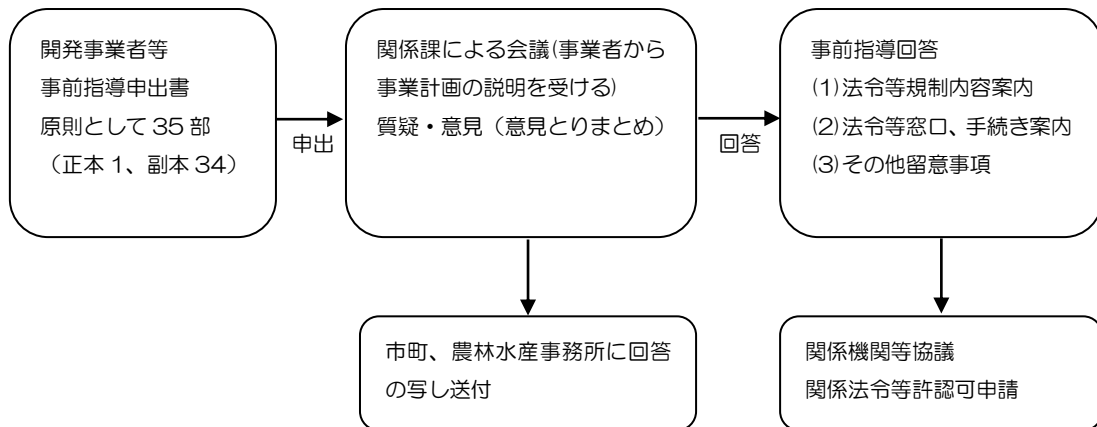 開発事業者等
事前指導申出書
原則として 35 部
（正本 1、副本 34）
申出
関係課による会議(事業者から
事業計画の説明を受ける)
質疑・意見（意見とりまとめ）
回答
事前指導回答
(1)法令等規制内容案内
(2)法令等窓口、手続き案内
(3)その他留意事項
市町、農林水産事務所に回答
の写し送付
関係機関等協議
関係法令等許認可申請